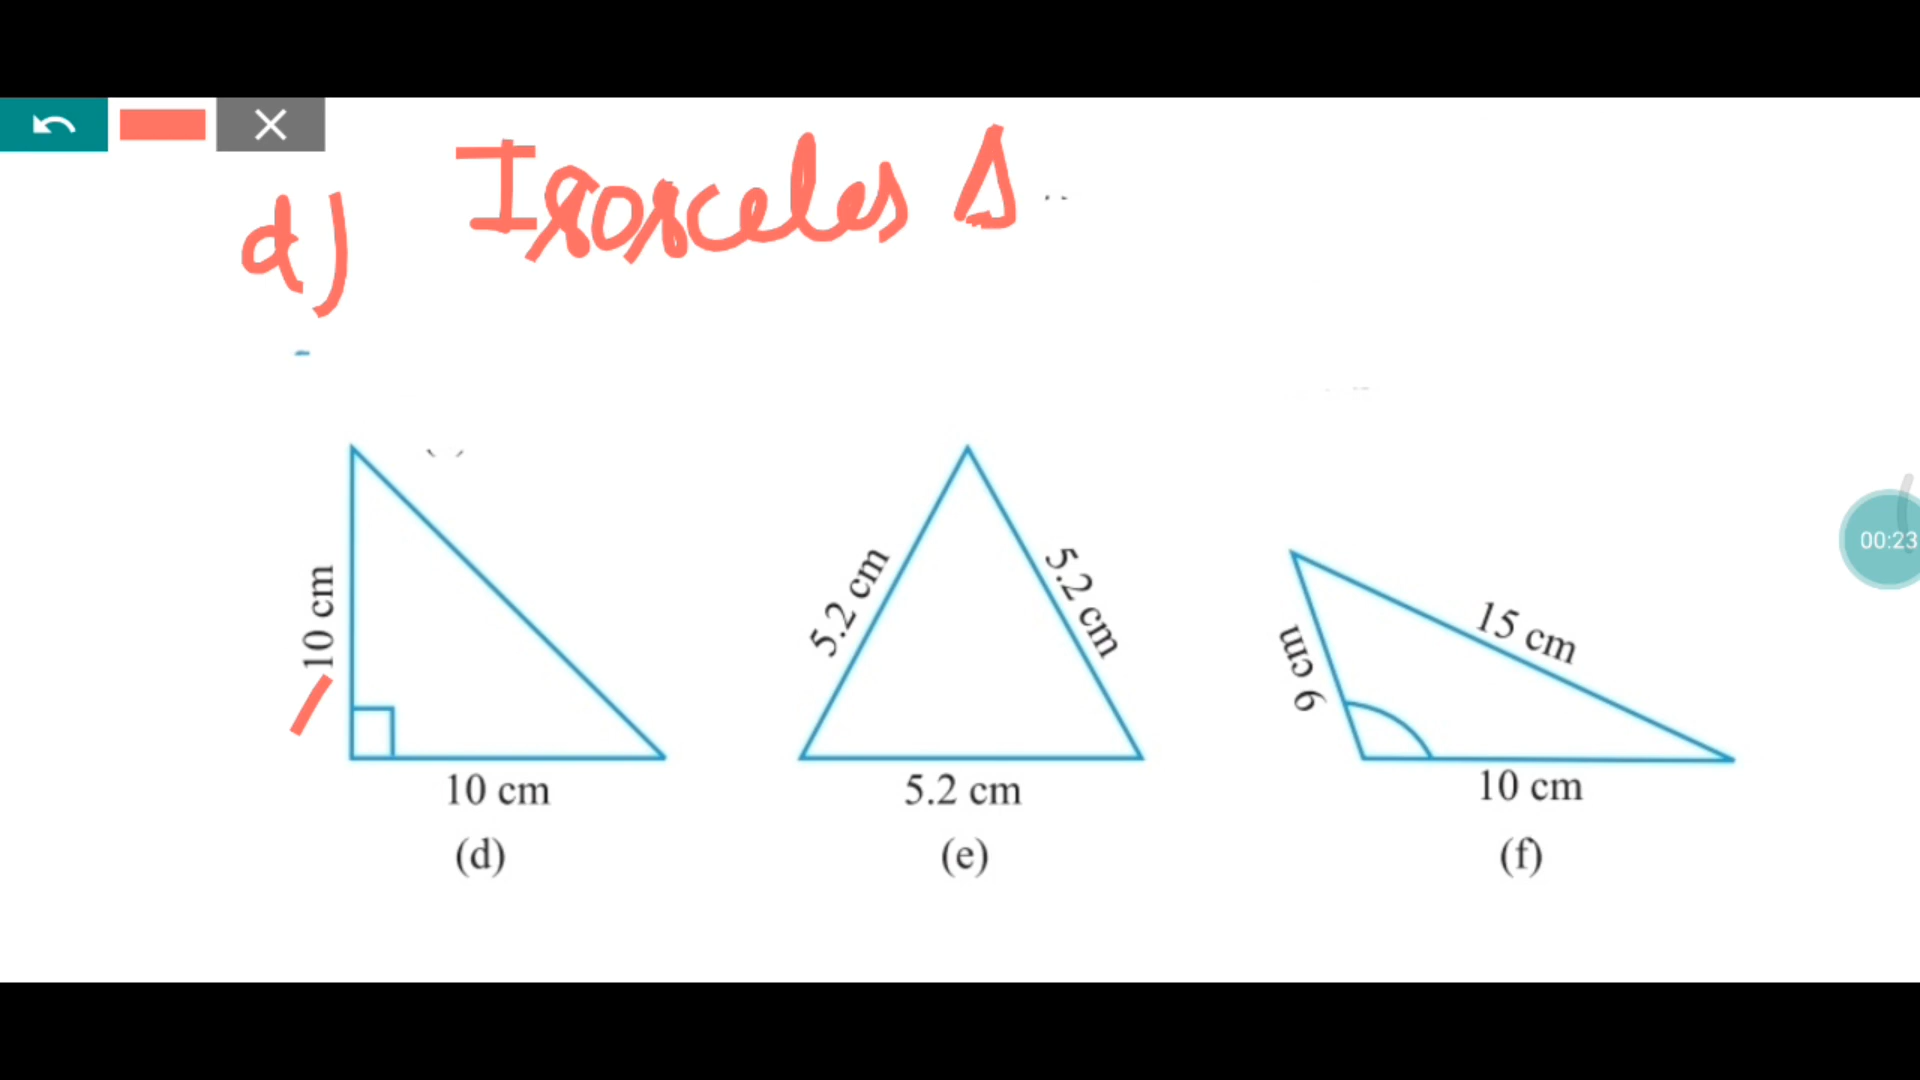 d) Isosceles Δ
00:23
10 cm
5.2 cm
5.2 cm
9 cm
15 cm
10 cm
5.2 cm
10 cm
(d)
(e)
(f)